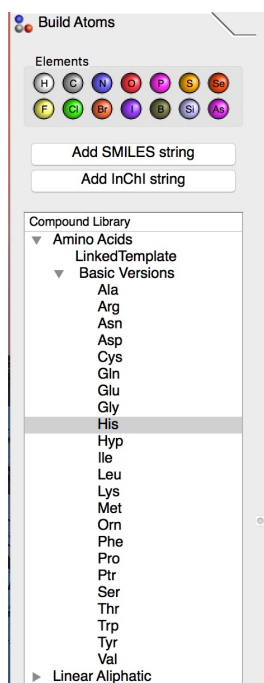 Build Atoms
Elements
H C N O P S Se
F Cl Br I B Si As
Add SMILES string
Add InChI string
Compound Library
Amino Acids
LinkedTemplate
Basic Versions
Ala
Arg
Asn
Asp
Cys
Gln
Glu
Gly
His
Hyp
Ile
Leu
Lys
Met
Orn
Phe
Pro
Ptr
Ser
Thr
Trp
Tyr
Val
Linear Aliphatic